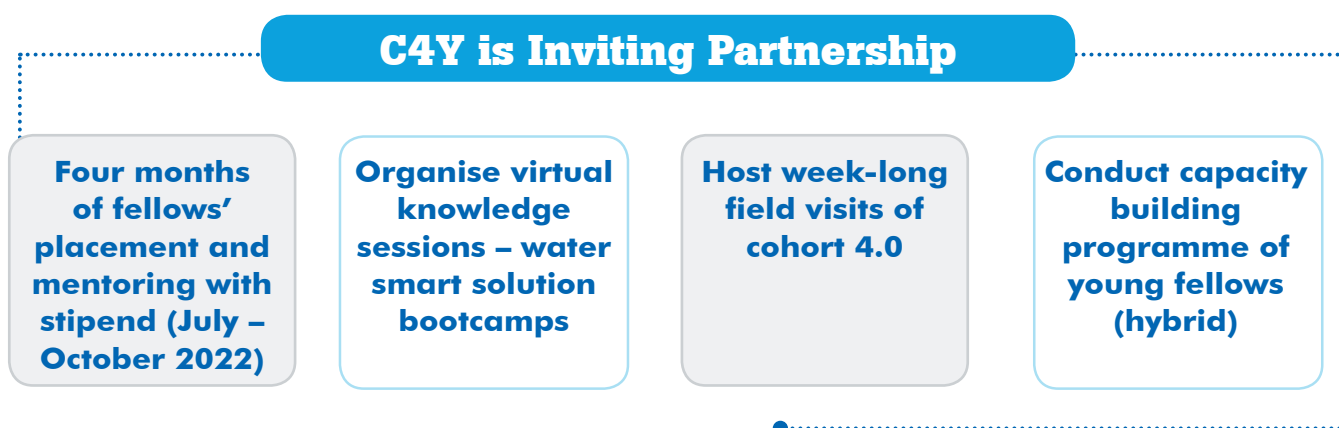 C4Y is Inviting Partnership
Four months
of fellows’
placement and
mentoring with
stipend (July –
October 2022)
Organise virtual
knowledge
sessions – water
smart solution
bootcamps
Host week-long
field visits of
cohort 4.0
Conduct capacity
building
programme of
young fellows
(hybrid)